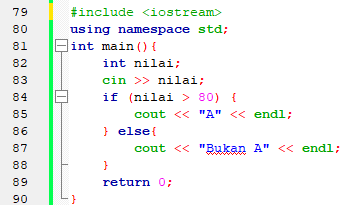 79 #include <iostream>
80 using namespace std;
81 int main(){
82 int nilai;
83 cin >> nilai;
84 if (nilai > 80) {
85 cout << "A" << endl;
86 } else{
87 cout << "Bukan A" << endl;
88 }
89 return 0;
90 }